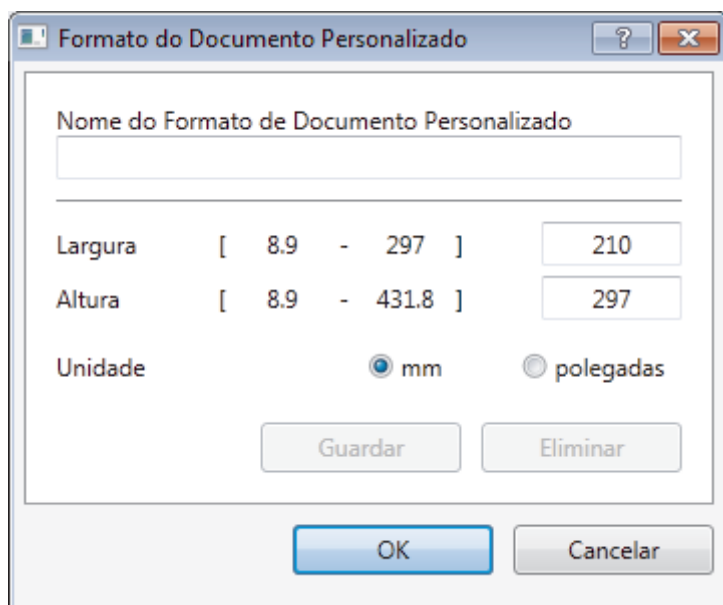 Formato do Documento Personalizado
Nome do Formato de Documento Personalizado
Largura [ 8.9 - 297 ] 210
Altura [ 8.9 - 431.8 ] 297
Unidade mm polegadas
Guardar Eliminar
OK Cancelar